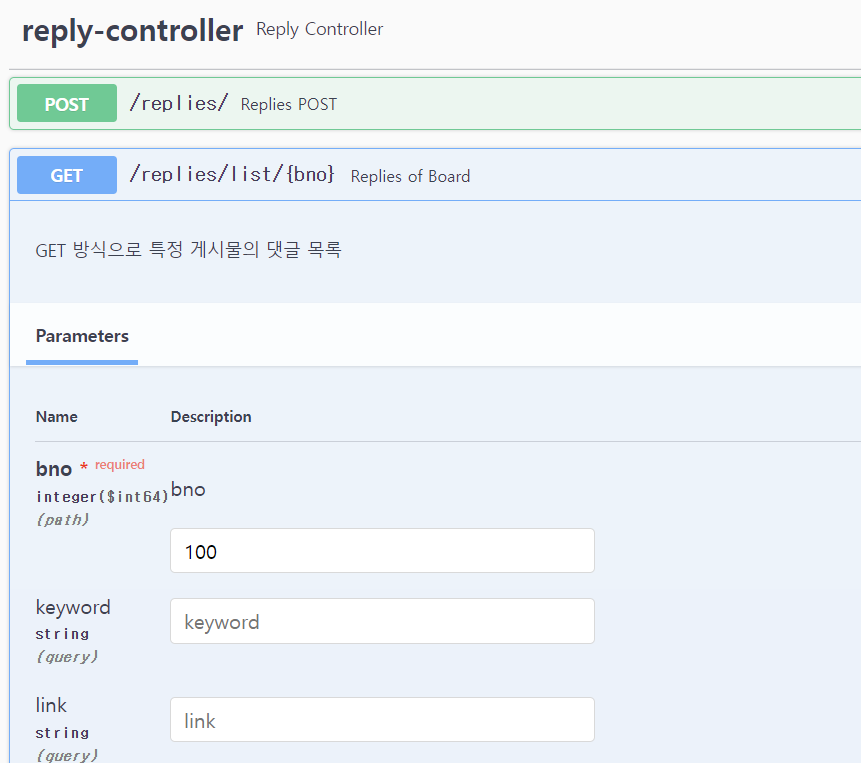 reply-controller Reply Controller
POST /replies/ Replies POST
GET /replies/list/{bno} Replies of Board
GET 방식으로 특정 게시물의 댓글 목록
Parameters
Name Description
bno * required
integer($int64)
(path)
bno
100
keyword
string
(query)
keyword
link
string
(query)
link